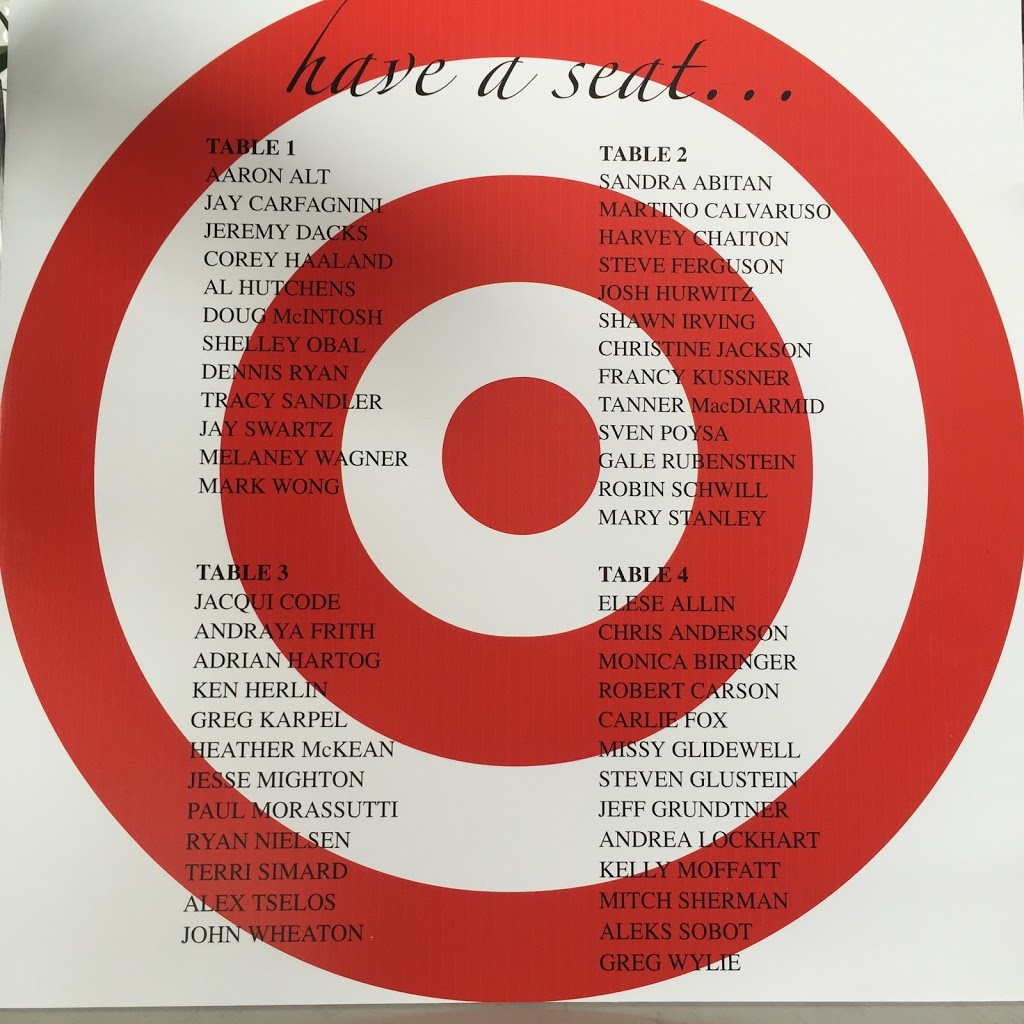 have a seat...
TABLE 1
AARON ALT
JAY CARFAGNINI
JEREMY DACKS
COREY HAALAND
AL HUTCHENS
DOUG McINTOSH
SHELLEY OBAL
DENNIS RYAN
TRACY SANDLER
JAY SWARTZ
MELANEY WAGNER
MARK WONG
TABLE 2
SANDRA ABITAN
MARTINO CALVARUSO
HARVEY CHAITON
STEVE FERGUSON
JOSH HURWITZ
SHAWN IRVING
CHRISTINE JACKSON
FRANCY KUSSNER
TANNER MacDIARMID
SVEN POYSA
GALE RUBENSTEIN
ROBIN SCHWILL
MARY STANLEY
TABLE 3
JACQUI CODE
ANDRAYA FRITH
ADRIAN HARTOG
KEN HERLIN
GREG KARPEL
HEATHER McKEAN
JESSE MIGHTON
PAUL MORASSUTTI
RYAN NIELSEN
TERRI SIMARD
ALEX TSELOS
JOHN WHEATON
TABLE 4
ELESE ALLIN
CHRIS ANDERSON
MONICA BIRINGER
ROBERT CARSON
CARLIE FOX
MISSY GLIDEWELL
STEVEN GLUSTEIN
JEFF GRUNDTNER
ANDREA LOCKHART
KELLY MOFFATT
MITCH SHERMAN
ALEKS SOBOT
GREG WYLIE